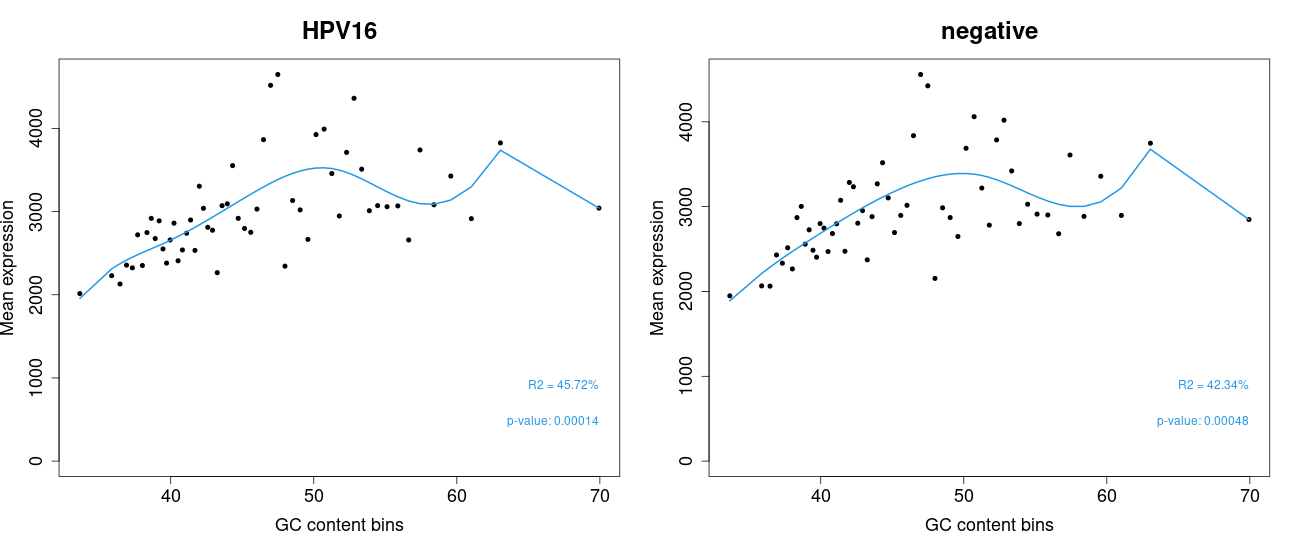 HPV16
Mean expression
4000
3000
2000
1000
0
R2 = 45.72%
p-value: 0.00014
40 50 60 70
GC content bins
negative
Mean expression
4000
3000
2000
1000
0
R2 = 42.34%
p-value: 0.00048
40 50 60 70
GC content bins